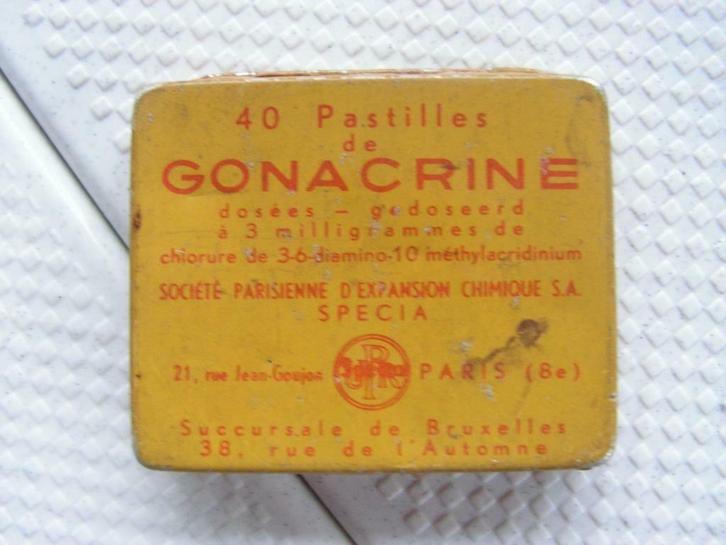 40 Pastilles
de
GONACRINE
dosées – gedoseerd
à 3 milligrammes de
chlorure de 3-6-diamino-10 méthylacridinium
SOCIÉTÉ PARISIENNE D'EXPANSION CHIMIQUE S.A.
SPECIA
21, rue Jean-Goujon PARIS (8e)
Succursale de Bruxelles
38, rue de l'Automne